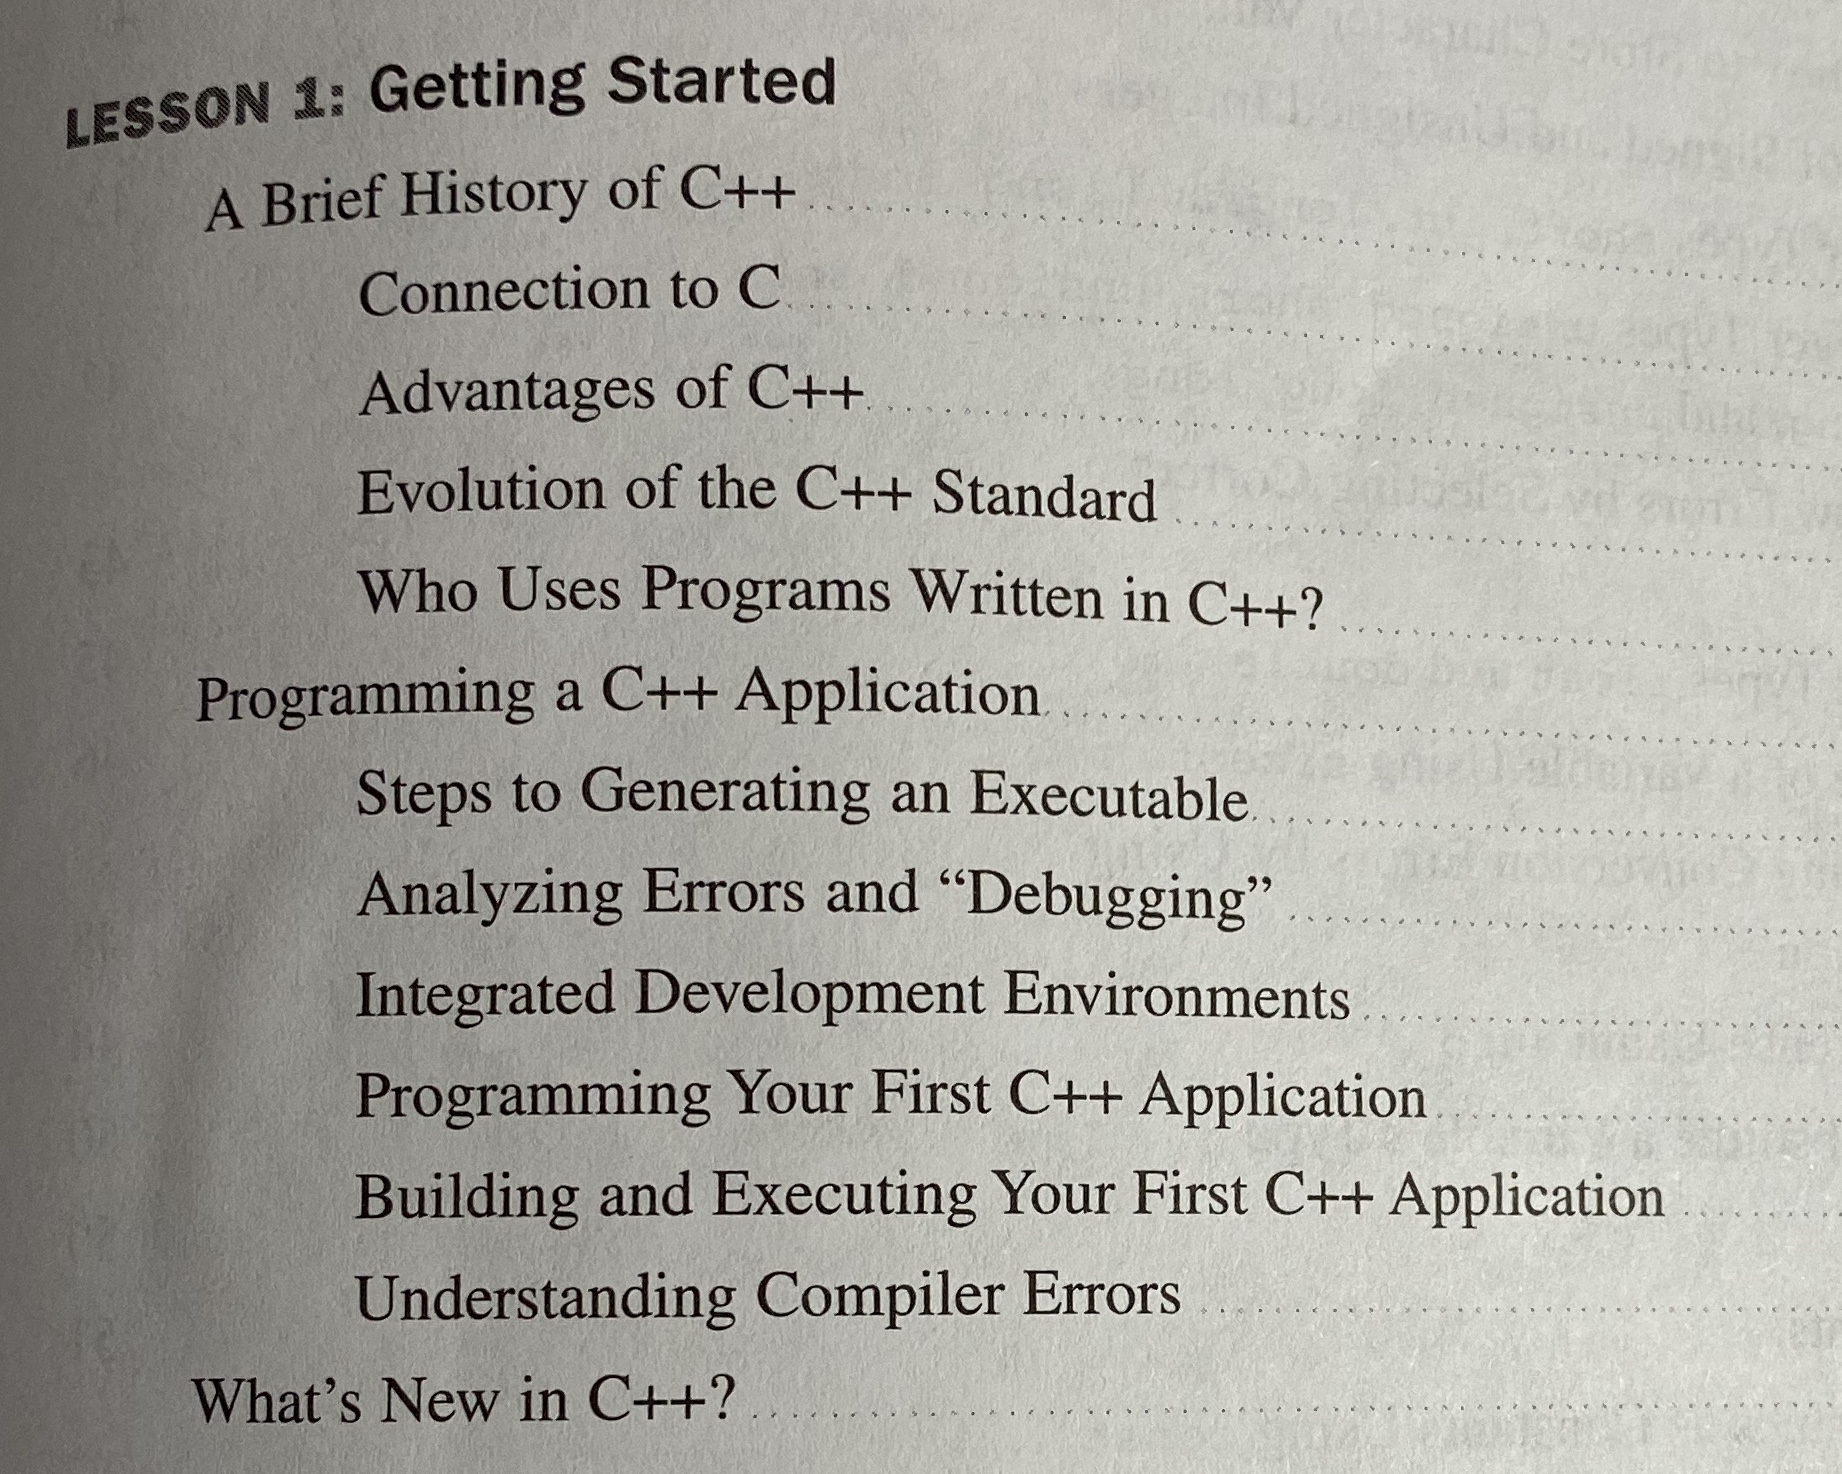 LESSON 1: Getting Started
A Brief History of C++
Connection to C
Advantages of C++
Evolution of the C++ Standard
Who Uses Programs Written in C++?
Programming a C++ Application
Steps to Generating an Executable
Analyzing Errors and “Debugging”
Integrated Development Environments
Programming Your First C++ Application
Building and Executing Your First C++ Application
Understanding Compiler Errors
What’s New in C++?